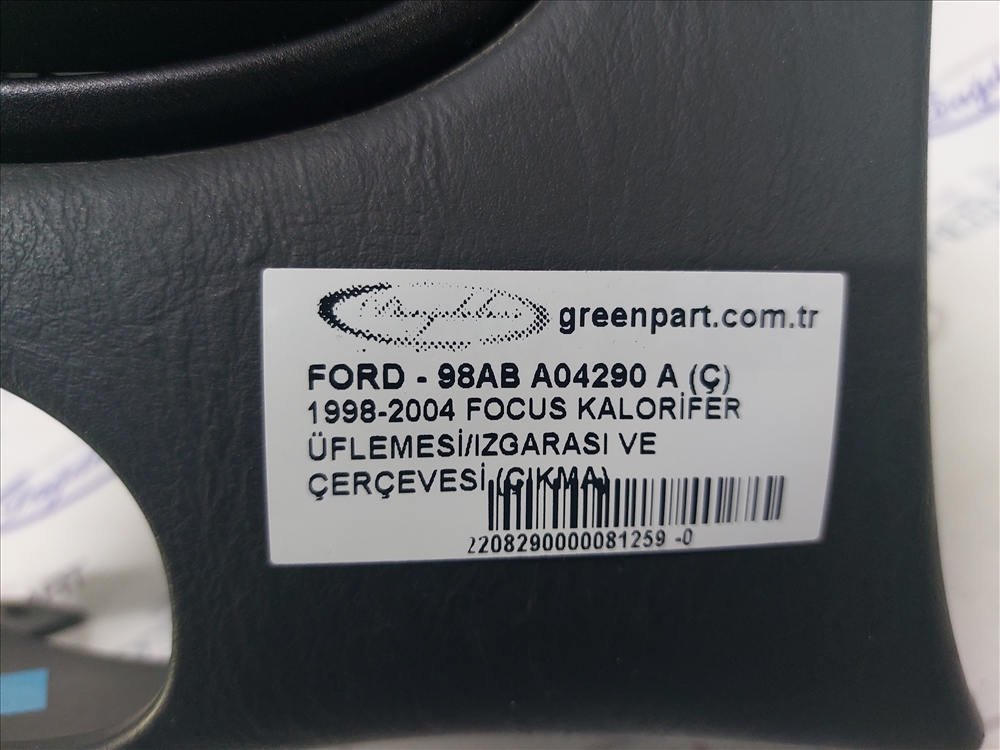 greenpart.com.tr
FORD - 98AB A04290 A (Ç)
1998-2004 FOCUS KALORİFER
ÜFLEMESİ/IZGARASI VE
ÇERÇEVESİ (ÇIKMA)
2208290000081259 -0